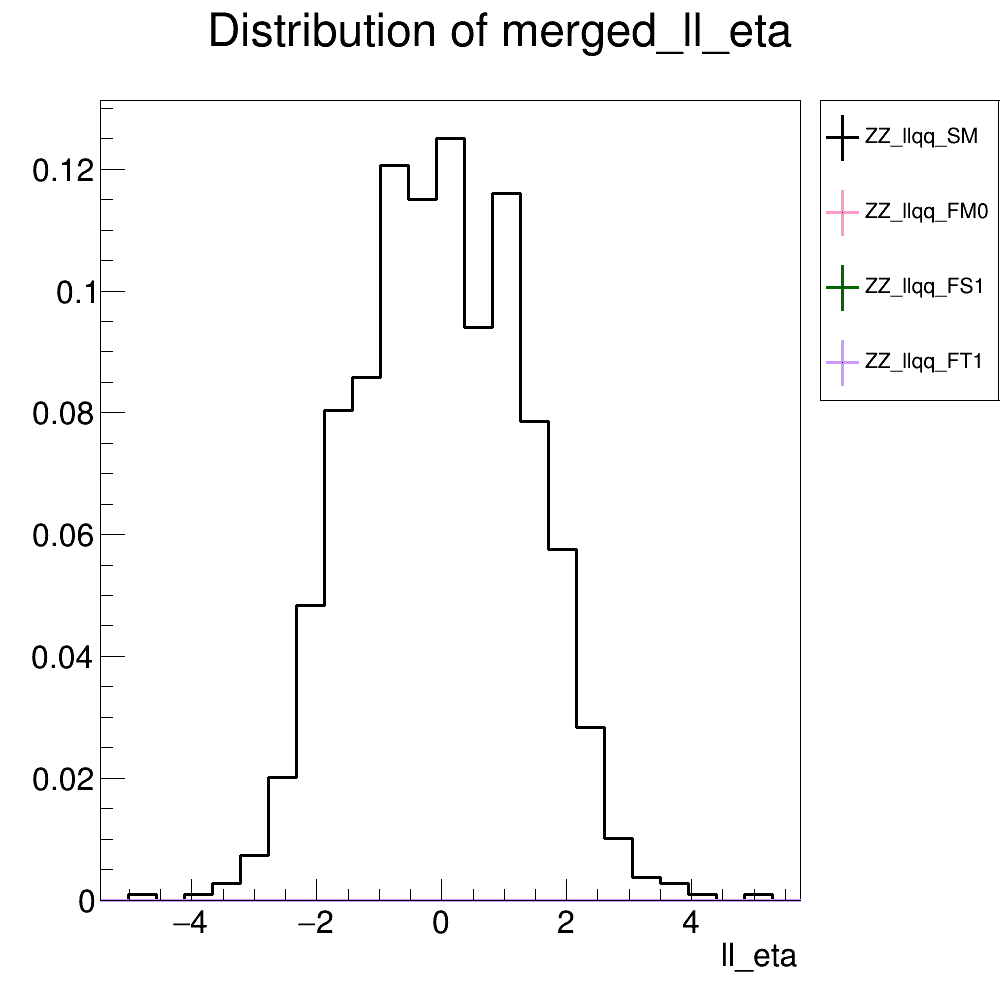 Distribution of merged_ll_eta
0.12
0.1
0.08
0.06
0.04
0.02
0
−4
−2
0
2
4
ll_eta
ZZ_llqq_SM
ZZ_llqq_FM0
ZZ_llqq_FS1
ZZ_llqq_FT1